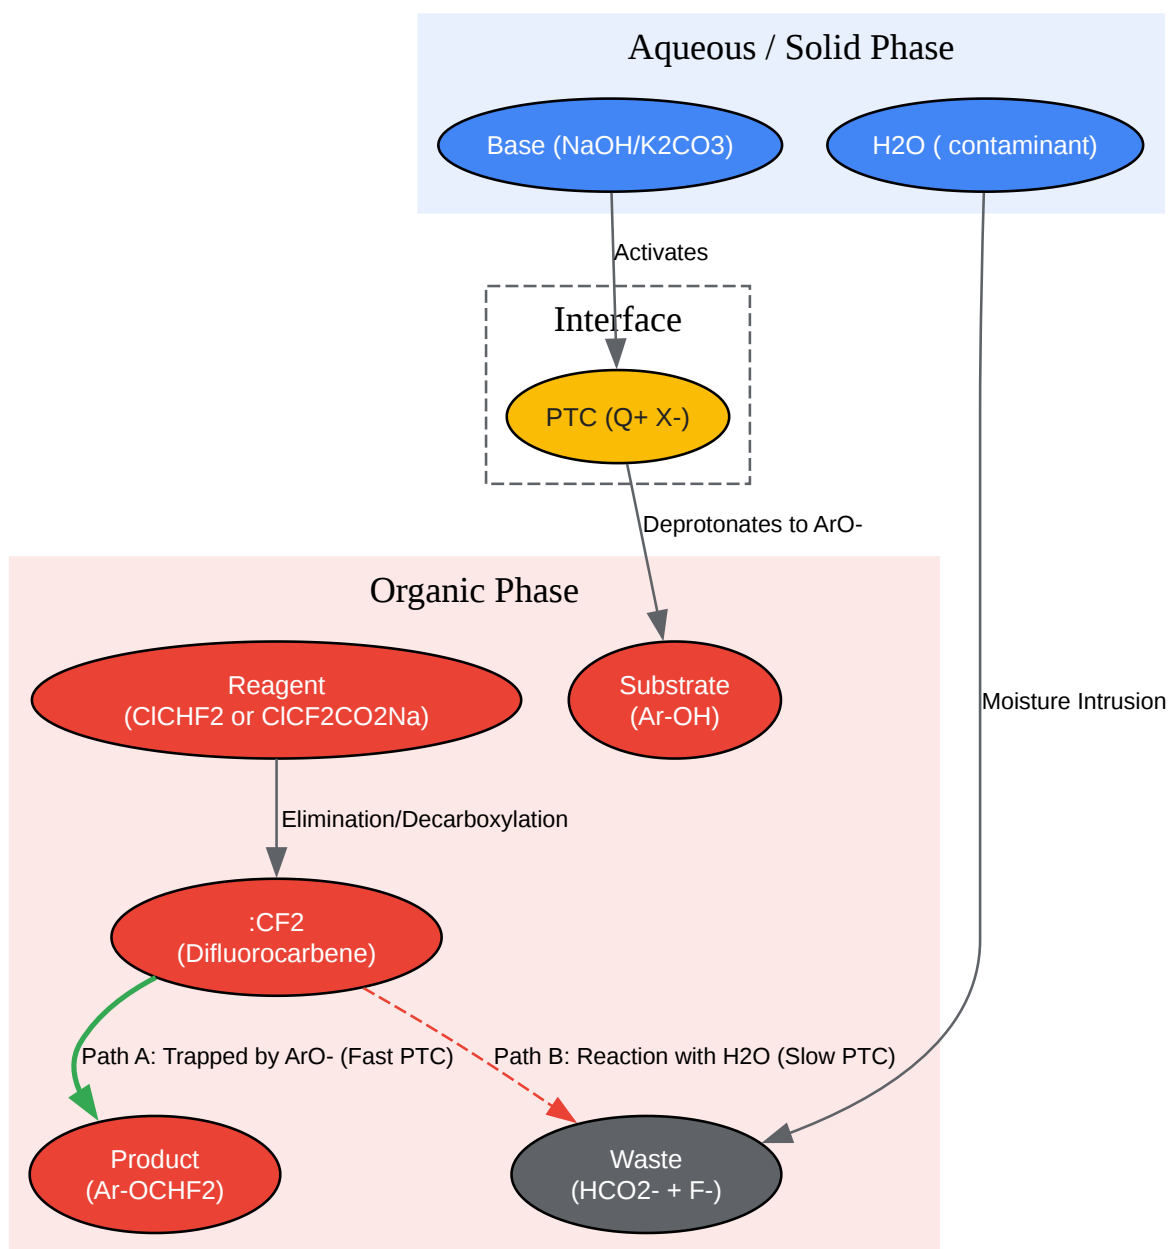 Aqueous / Solid Phase
Base (NaOH/K2CO3)
H2O ( contaminant)
Activates
Interface
PTC (Q+ X-)
Deprotonates to ArO-
Organic Phase
Reagent
(ClCHF2 or ClCF2CO2Na)
Substrate
(Ar-OH)
Moisture Intrusion
Elimination/Decarboxylation
:CF2
(Difluorocarbene)
Path A: Trapped by ArO- (Fast PTC)
Path B: Reaction with H2O (Slow PTC)
Product
(Ar-OCHF2)
Waste
(HCO2- + F-)